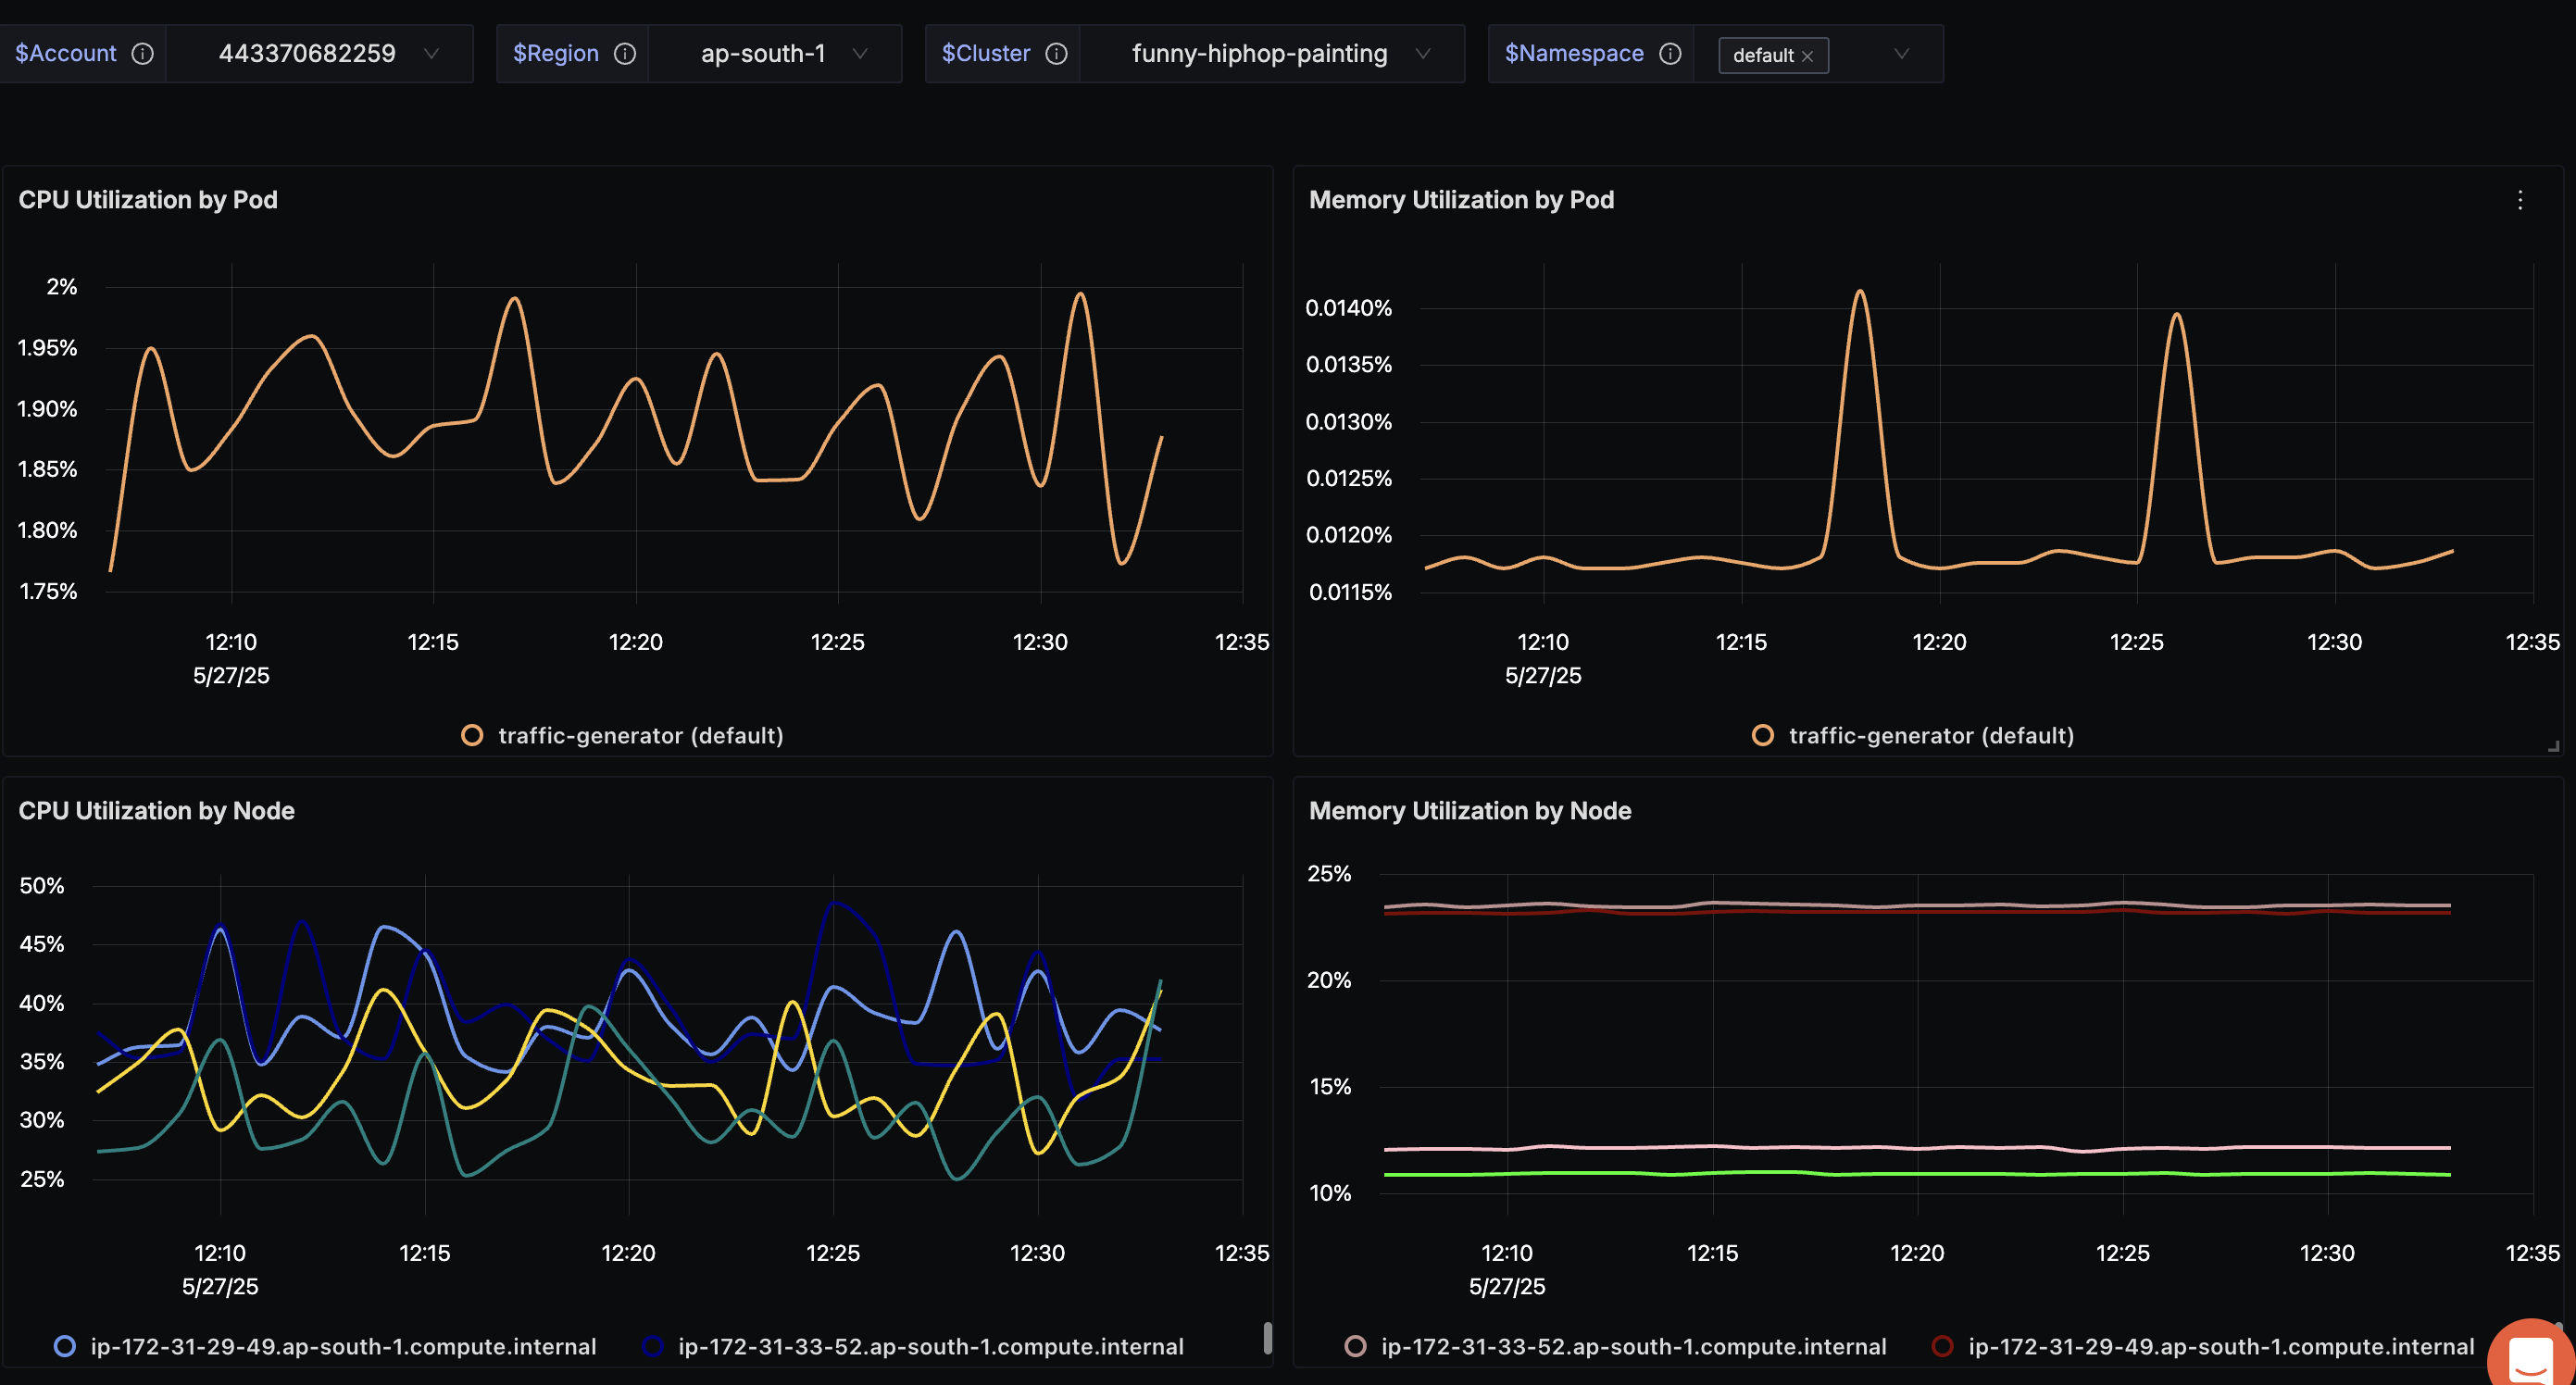 $Account 443370682259 $Region ap-south-1 $Cluster funny-hiphop-painting $Namespace default
CPU Utilization by Pod
2%
1.95%
1.90%
1.85%
1.80%
1.75%
12:10 12:15 12:20 12:25 12:30 12:35
5/27/25
traffic-generator (default)
Memory Utilization by Pod
0.0140%
0.0135%
0.0130%
0.0125%
0.0120%
0.0115%
12:10 12:15 12:20 12:25 12:30 12:35
5/27/25
traffic-generator (default)
CPU Utilization by Node
50%
45%
40%
35%
30%
25%
12:10 12:15 12:20 12:25 12:30 12:35
5/27/25
ip-172-31-29-49.ap-south-1.compute.internal ip-172-31-33-52.ap-south-1.compute.internal
Memory Utilization by Node
25%
20%
15%
10%
12:10 12:15 12:20 12:25 12:30 12:35
5/27/25
ip-172-31-33-52.ap-south-1.compute.internal ip-172-31-29-49.ap-south-1.compute.internal